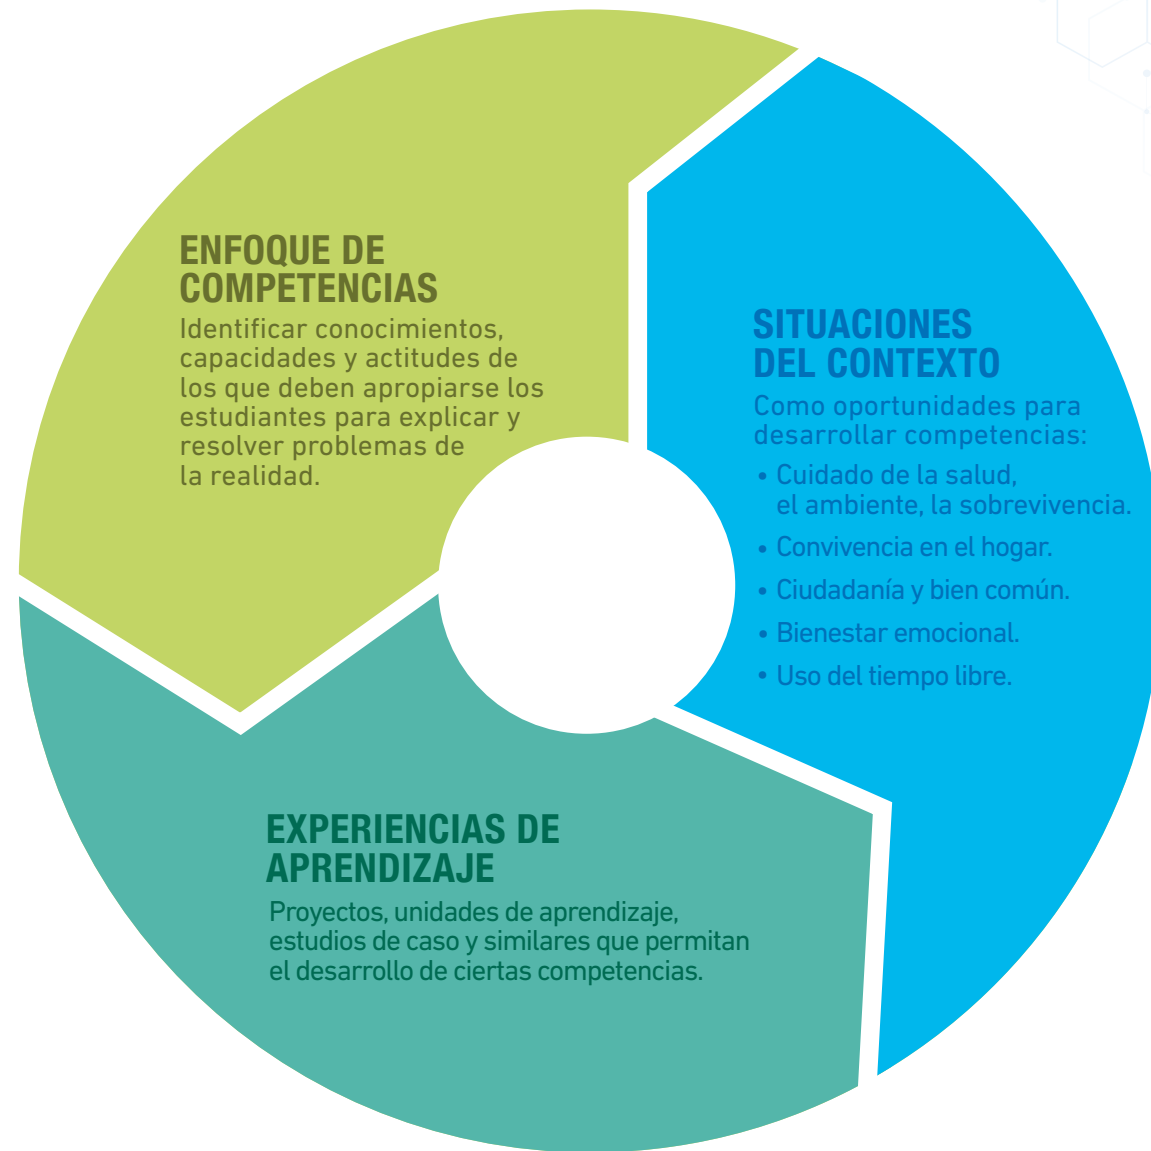 ENFOQUE DE
COMPETENCIAS
Identificar conocimientos,
capacidades y actitudes de
los que deben apropiarse los
estudiantes para explicar y
resolver problemas de
la realidad.
SITUACIONES
DEL CONTEXTO
Como oportunidades para
desarrollar competencias:
• Cuidado de la salud,
el ambiente, la sobrevivencia.
• Convivencia en el hogar.
• Ciudadanía y bien común.
• Bienestar emocional.
• Uso del tiempo libre.
EXPERIENCIAS DE
APRENDIZAJE
Proyectos, unidades de aprendizaje,
estudios de caso y similares que permitan
el desarrollo de ciertas competencias.